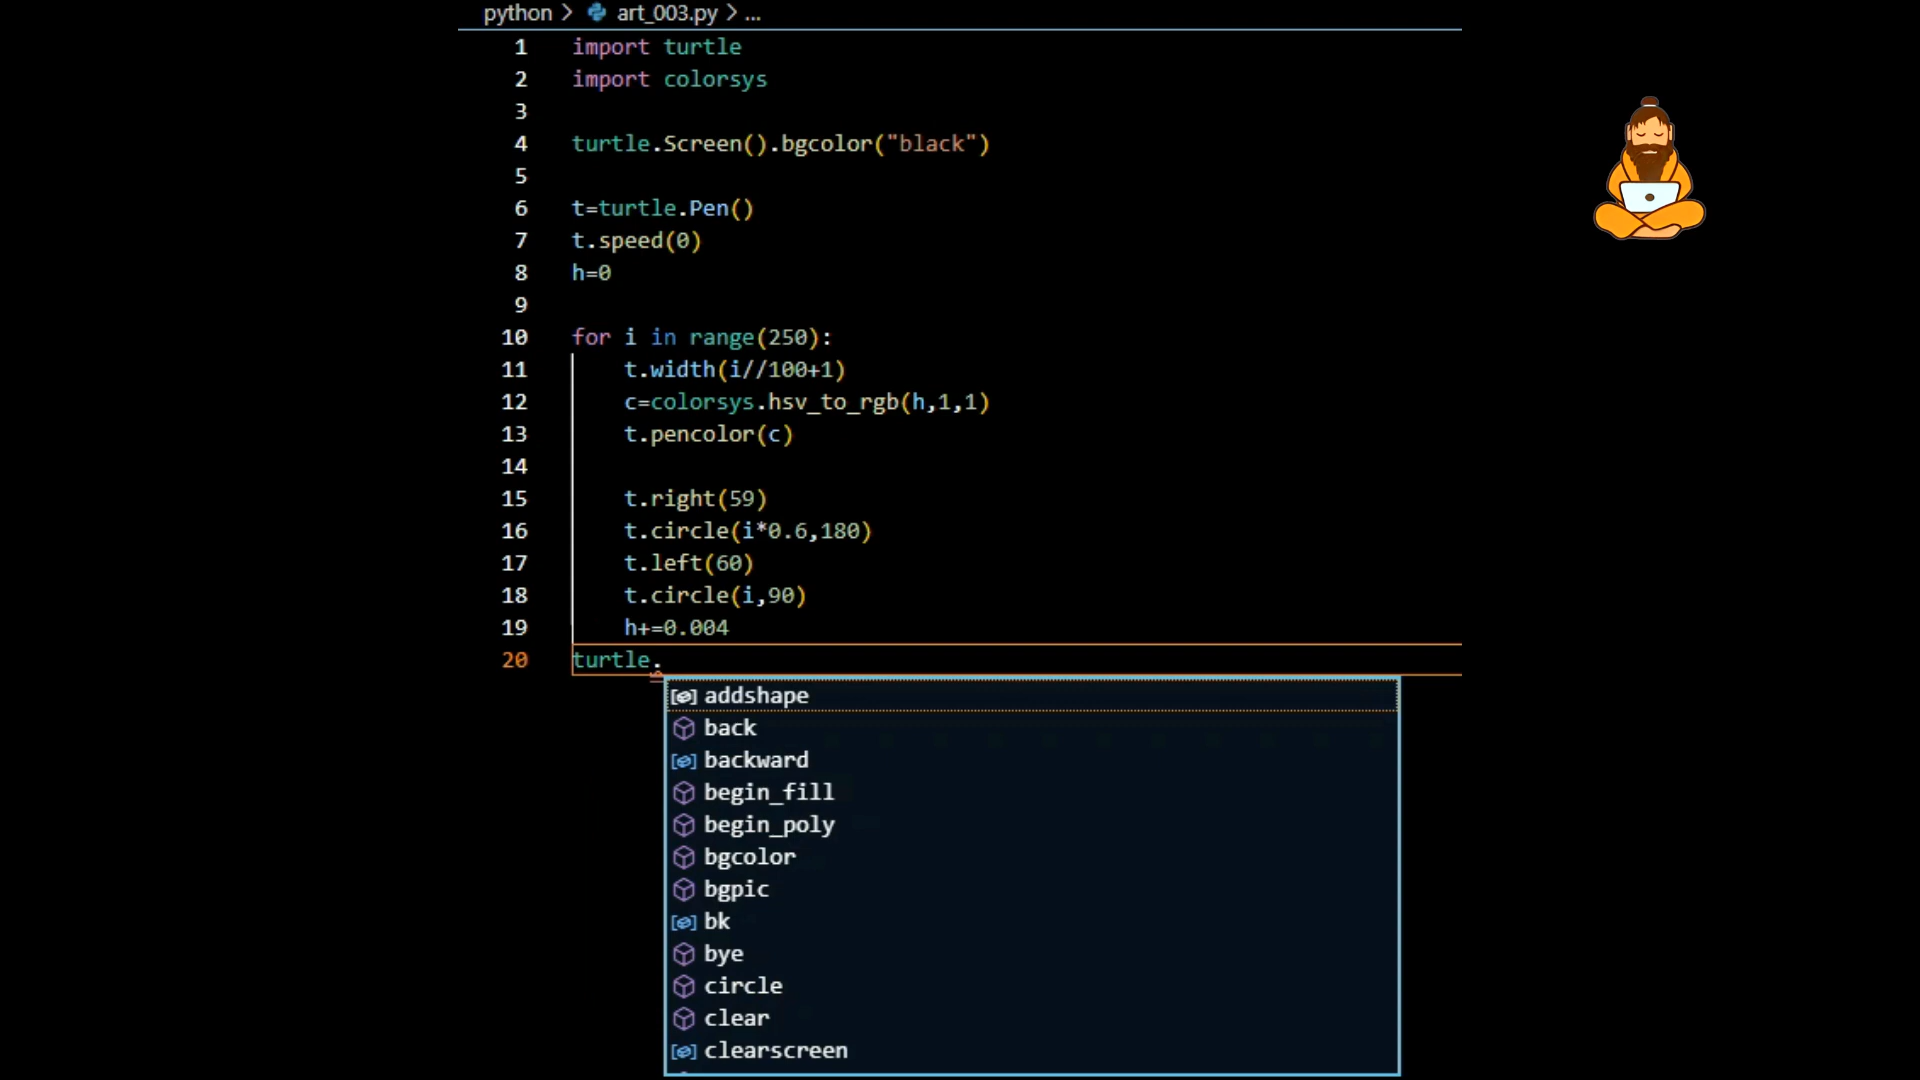 python > art_003.py > ...
1 import turtle
2 import colorsys
3
4 turtle.Screen().bgcolor("black")
5
6 t=turtle.Pen()
7 t.speed(0)
8 h=0
9
10 for i in range(250):
11     t.width(i//100+1)
12     c=colorsys.hsv_to_rgb(h,1,1)
13     t.pencolor(c)
14
15     t.right(59)
16     t.circle(i*0.6,180)
17     t.left(60)
18     t.circle(i,90)
19     h+=0.004
20 turtle.
addshape
back
backward
begin_fill
begin_poly
bgcolor
bgpic
bk
bye
circle
clear
clearscreen